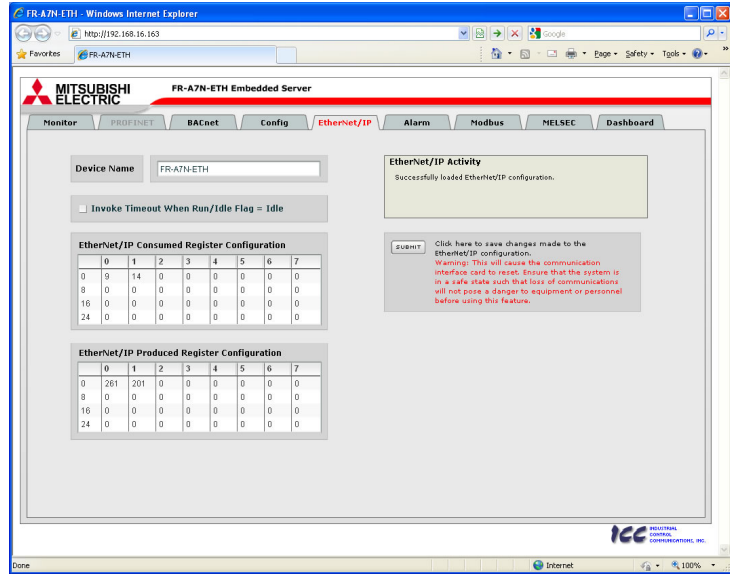 FR-A7N-ETH - Windows Internet Explorer
http://192.168.16.163
Google
Favorites
FR-A7N-ETH
Page
Safety
Tools
MITSUBISHI
ELECTRIC
FR-A7N-ETH Embedded Server
Monitor
PROFINET
BACnet
Config
EtherNet/IP
Alarm
Modbus
MELSEC
Dashboard
Device Name
FR-A7N-ETH
Invoke Timeout When Run/Idle Flag = Idle
EtherNet/IP Consumed Register Configuration
0 1 2 3 4 5 6 7
0 9 14 0 0 0 0 0 0
8 0 0 0 0 0 0 0 0
16 0 0 0 0 0 0 0 0
24 0 0 0 0 0 0 0 0
EtherNet/IP Produced Register Configuration
0 1 2 3 4 5 6 7
0 261 201 0 0 0 0 0 0
8 0 0 0 0 0 0 0 0
16 0 0 0 0 0 0 0 0
24 0 0 0 0 0 0 0 0
EtherNet/IP Activity
Successfully loaded EtherNet/IP configuration.
SUBMIT
Click here to save changes made to the
EtherNet/IP configuration.
Warning: This will cause the communication
interface card to reset. Ensure that the system is
in a safe state such that loss of communications
will not pose a danger to equipment or personnel
before using this feature.
ICC
INDUSTRIAL
CONTROL
COMMUNICATIONS, INC.
Done
Internet
100%